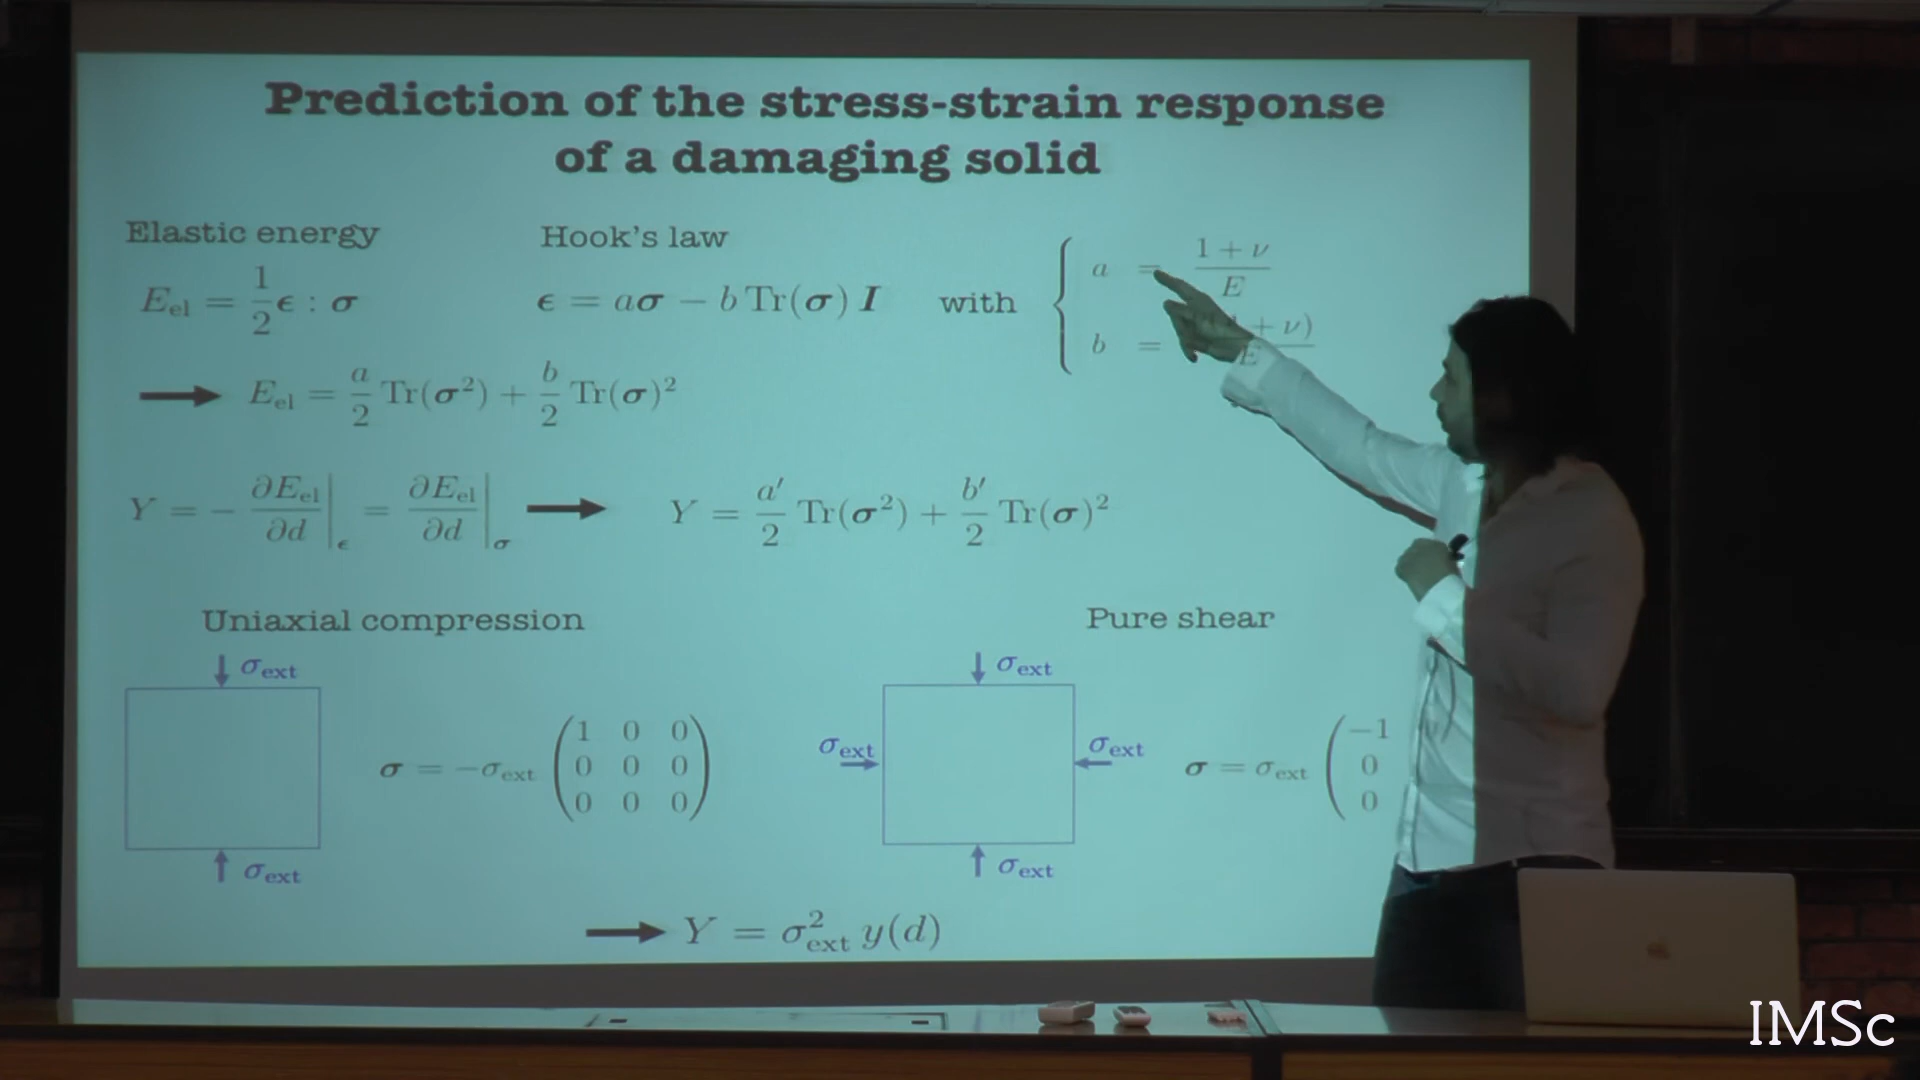 Prediction of the stress-strain response
of a damaging solid
Elastic energy
Hook's law
E_el = 1/2 ϵ : σ
ϵ = aσ − b Tr(σ) I
with
{ a = (1 + ν)/E
b = + ν)/E
→ E_el = a/2 Tr(σ²) + b/2 Tr(σ)²
Y = − ∂E_el/∂d |_ϵ = ∂E_el/∂d |_σ → Y = a′/2 Tr(σ²) + b′/2 Tr(σ)²
Uniaxial compression
σ_ext
σ = −σ_ext (1 0 0
0 0 0
0 0 0)
σ_ext
Pure shear
σ_ext
σ_ext
σ_ext
σ = σ_ext (−1
0
0
σ_ext
→ Y = σ²_ext y(d)
IMSc